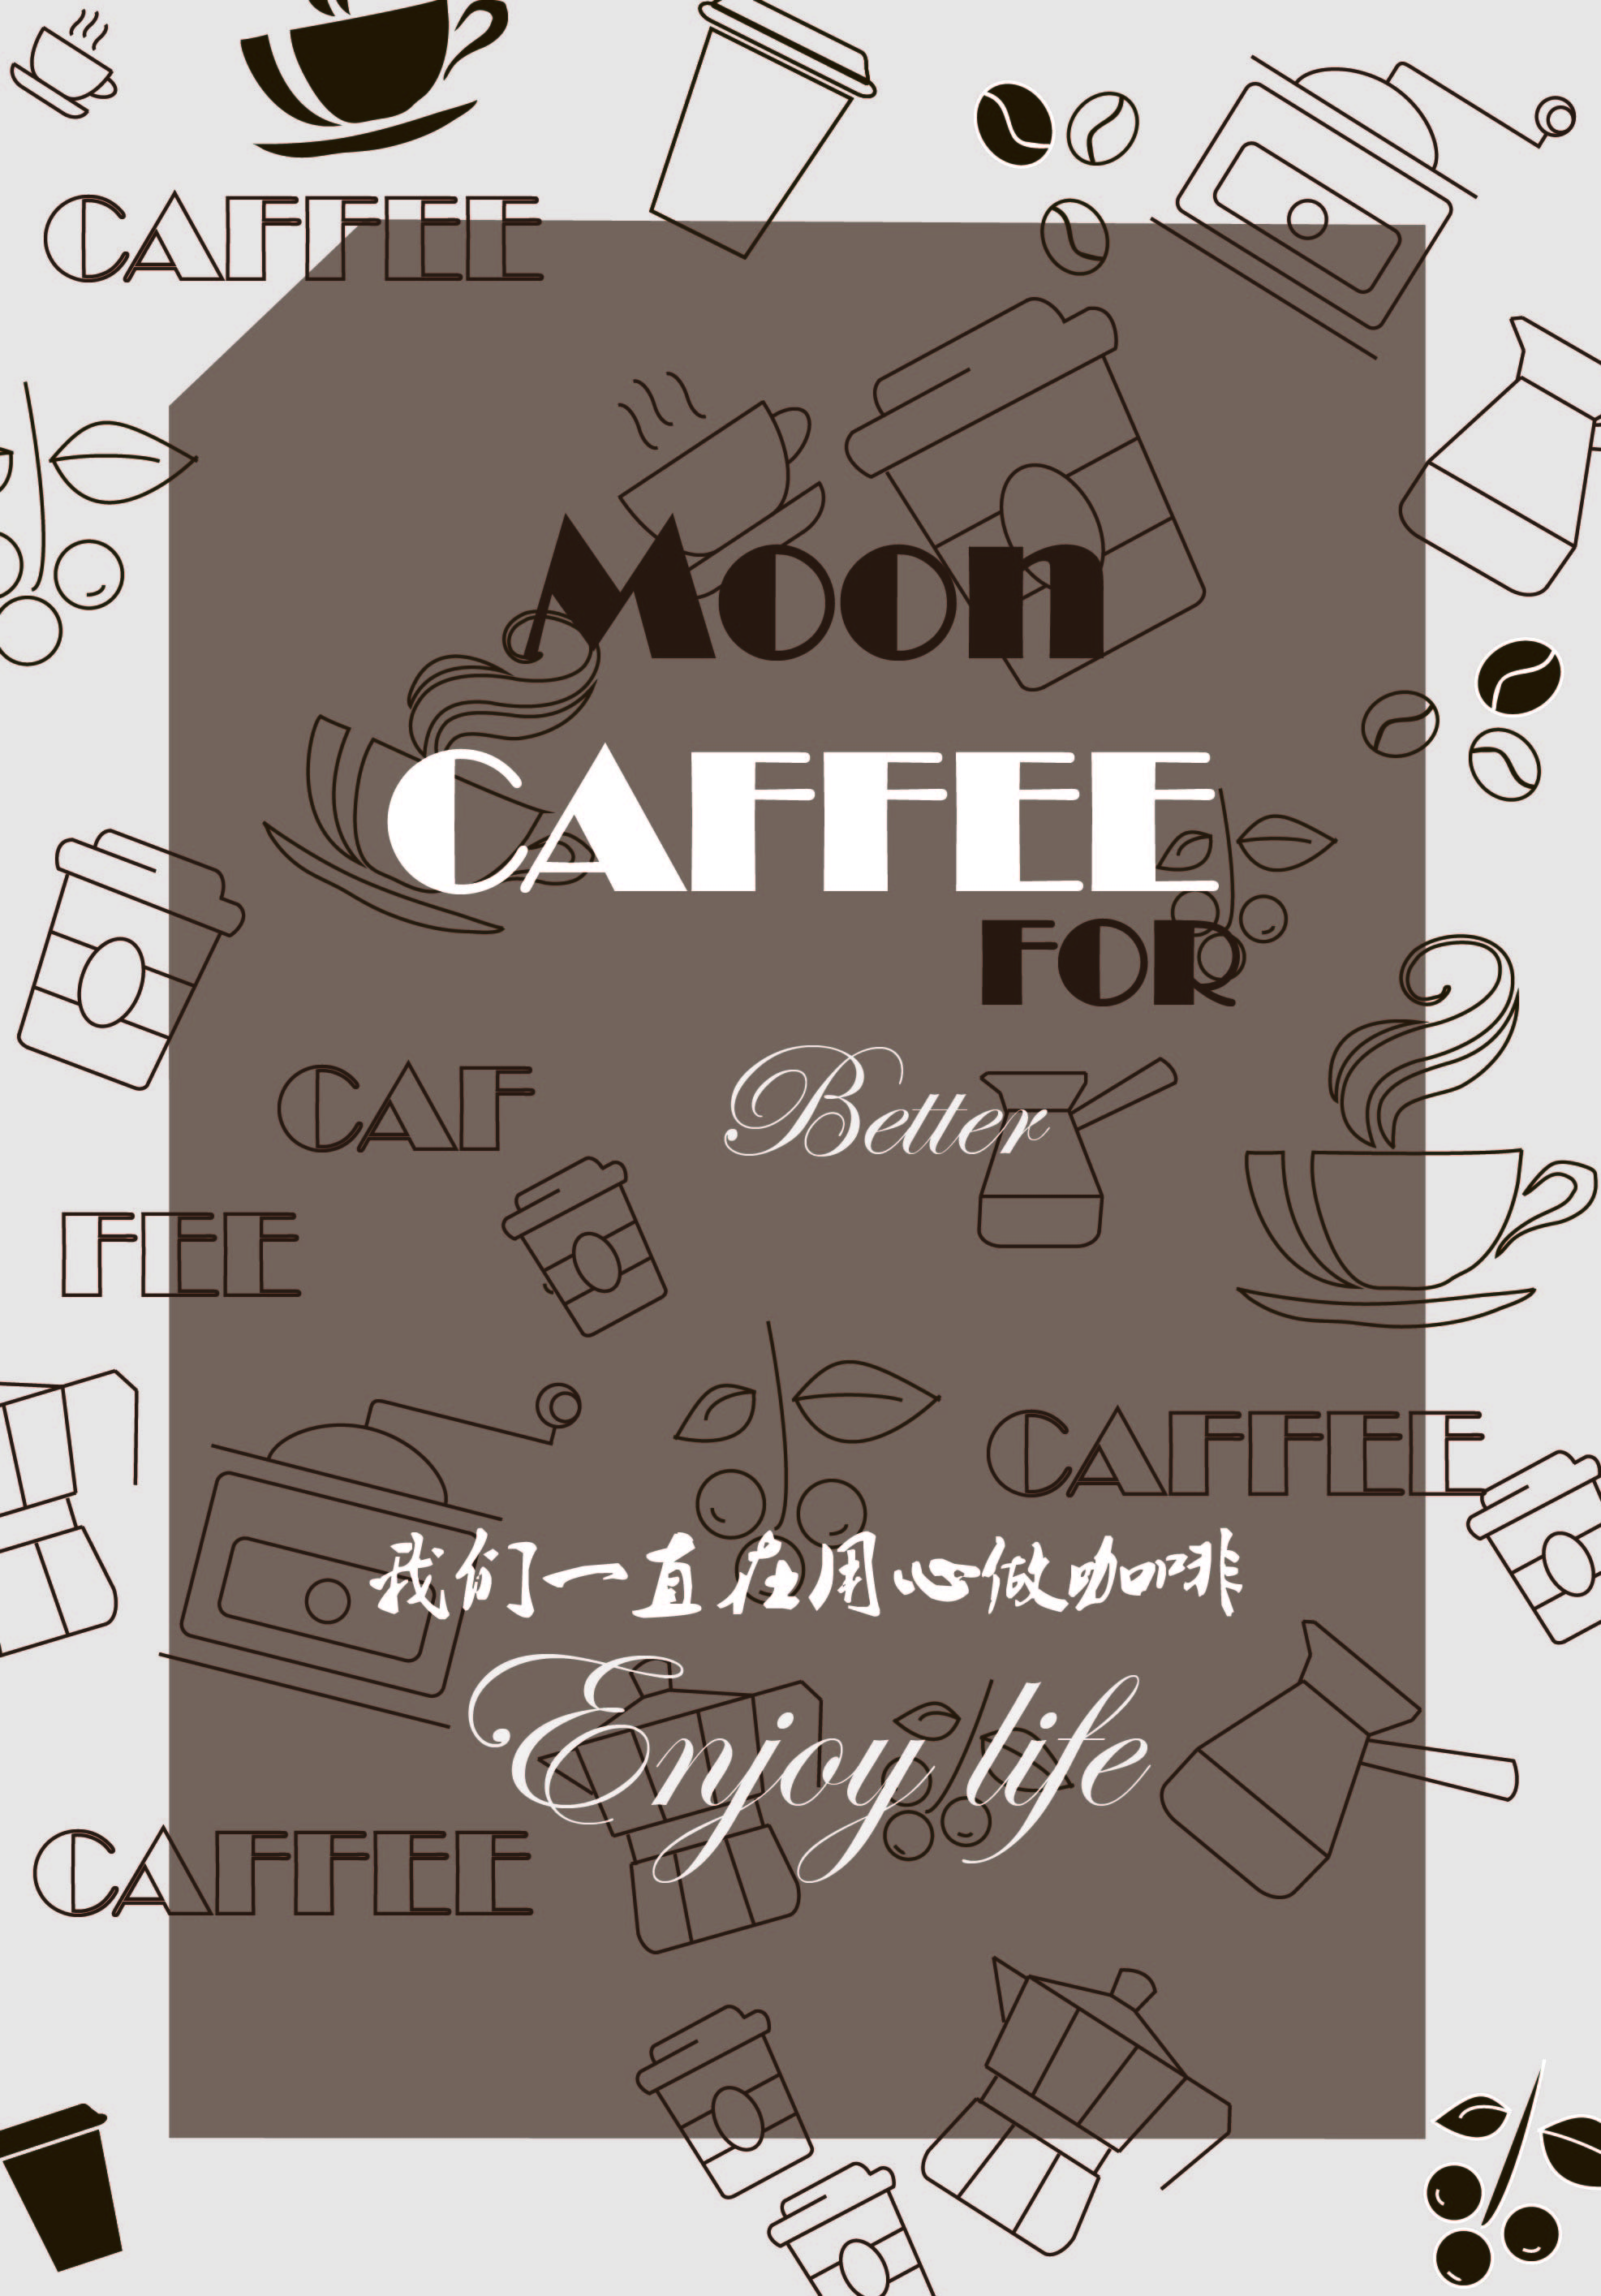 CAFFEE
Moon
CAFFEE
FOR
CAF
Better
FEE
CAFFEE
我们一直在用心做咖啡
Enjoy life
CAFFEE